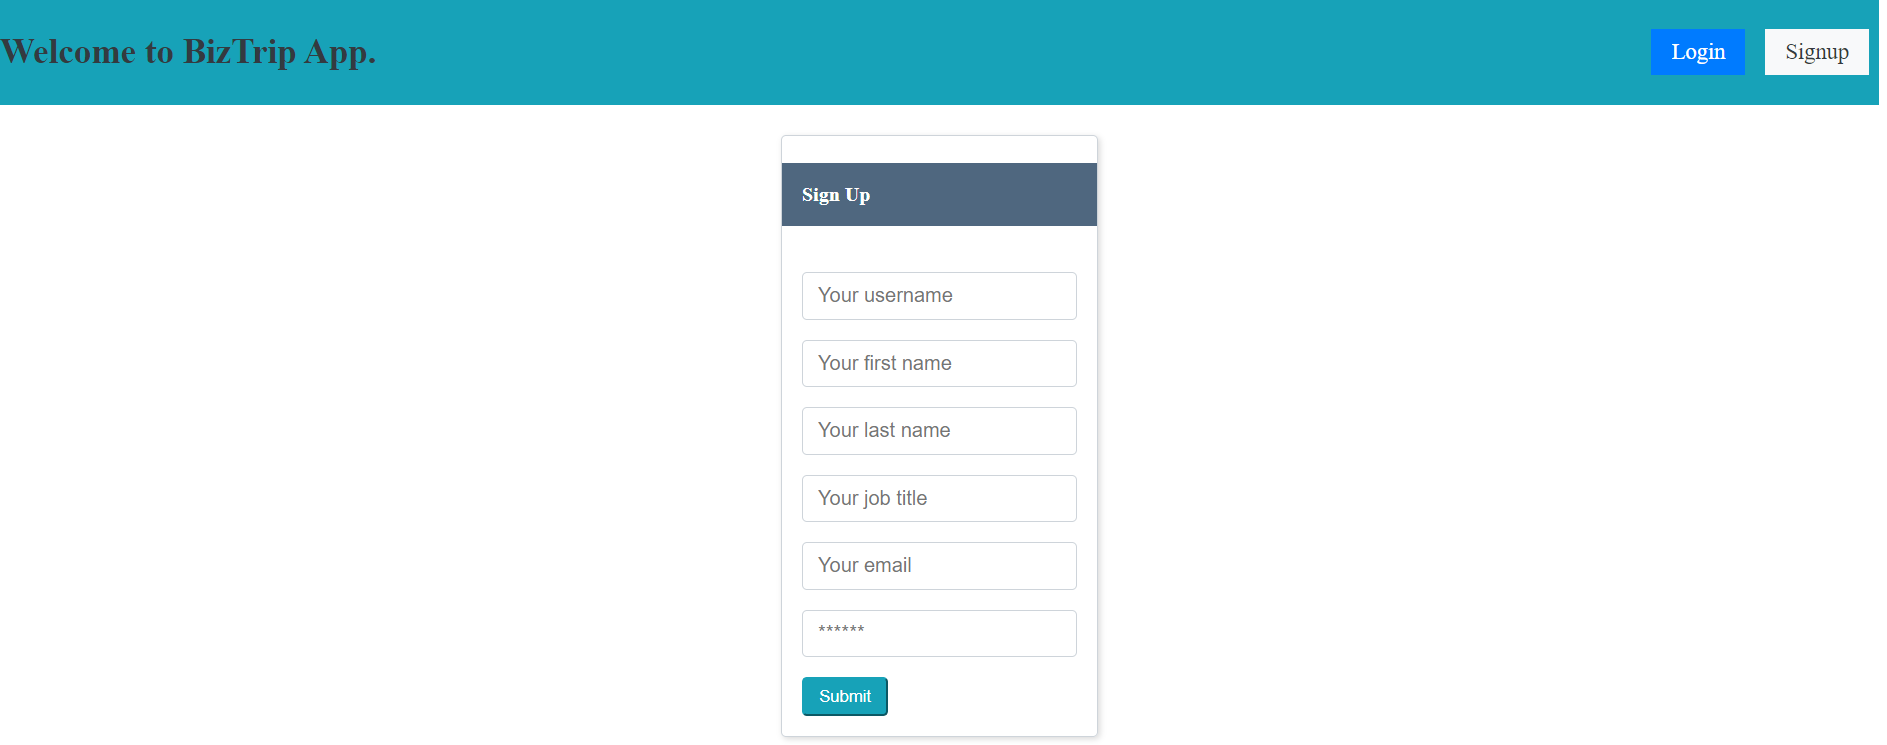 Welcome to BizTrip App.
Login
Signup
Sign Up
Your username
Your first name
Your last name
Your job title
Your email
******
Submit